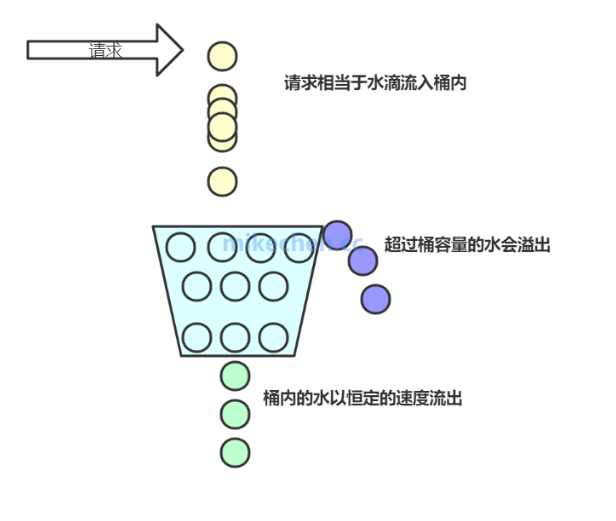 请求
请求相当于水滴流入桶内
mikechen.cc
超过桶容量的水会溢出
桶内的水以恒定的速度流出